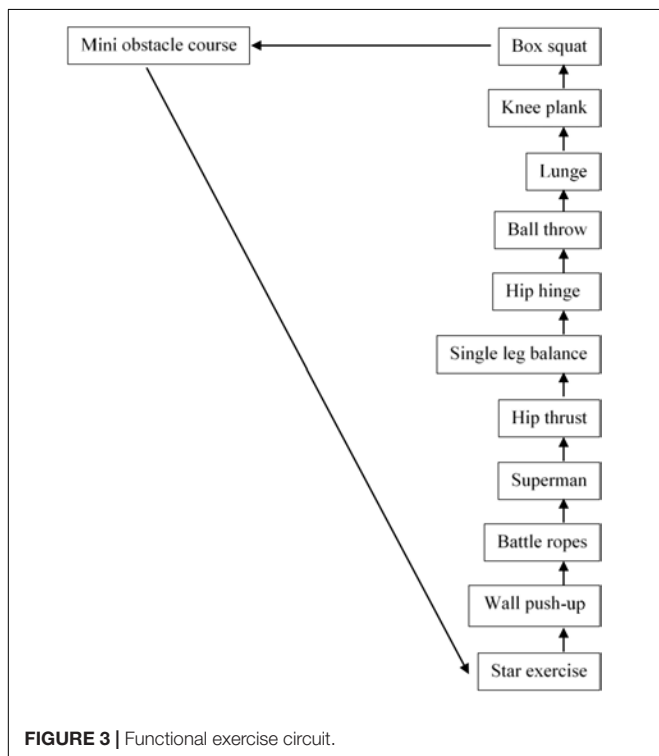 Mini obstacle course
Box squat
Knee plank
Lunge
Ball throw
Hip hinge
Single leg balance
Hip thrust
Superman
Battle ropes
Wall push-up
Star exercise
FIGURE 3 | Functional exercise circuit.